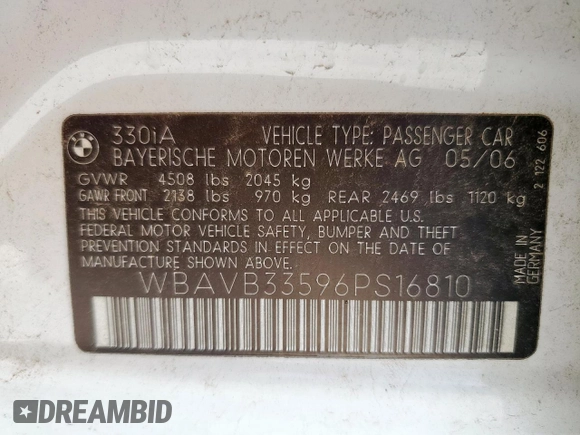 330iA VEHICLE TYPE: PASSENGER CAR
BAYERISCHE MOTOREN WERKE AG 05/06
GVWR 4508 lbs 2045 kg
GAWR FRONT 2138 lbs 970 kg REAR 2469 lbs 1120 kg
THIS VEHICLE CONFORMS TO ALL APPLICABLE U.S.
FEDERAL MOTOR VEHICLE SAFETY, BUMPER AND THEFT
PREVENTION STANDARDS IN EFFECT ON THE DATE OF
MANUFACTURE SHOWN ABOVE:
WBAVB33596PS16810
MADE IN
GERMANY
2 122 606
BMW
DREAMBID